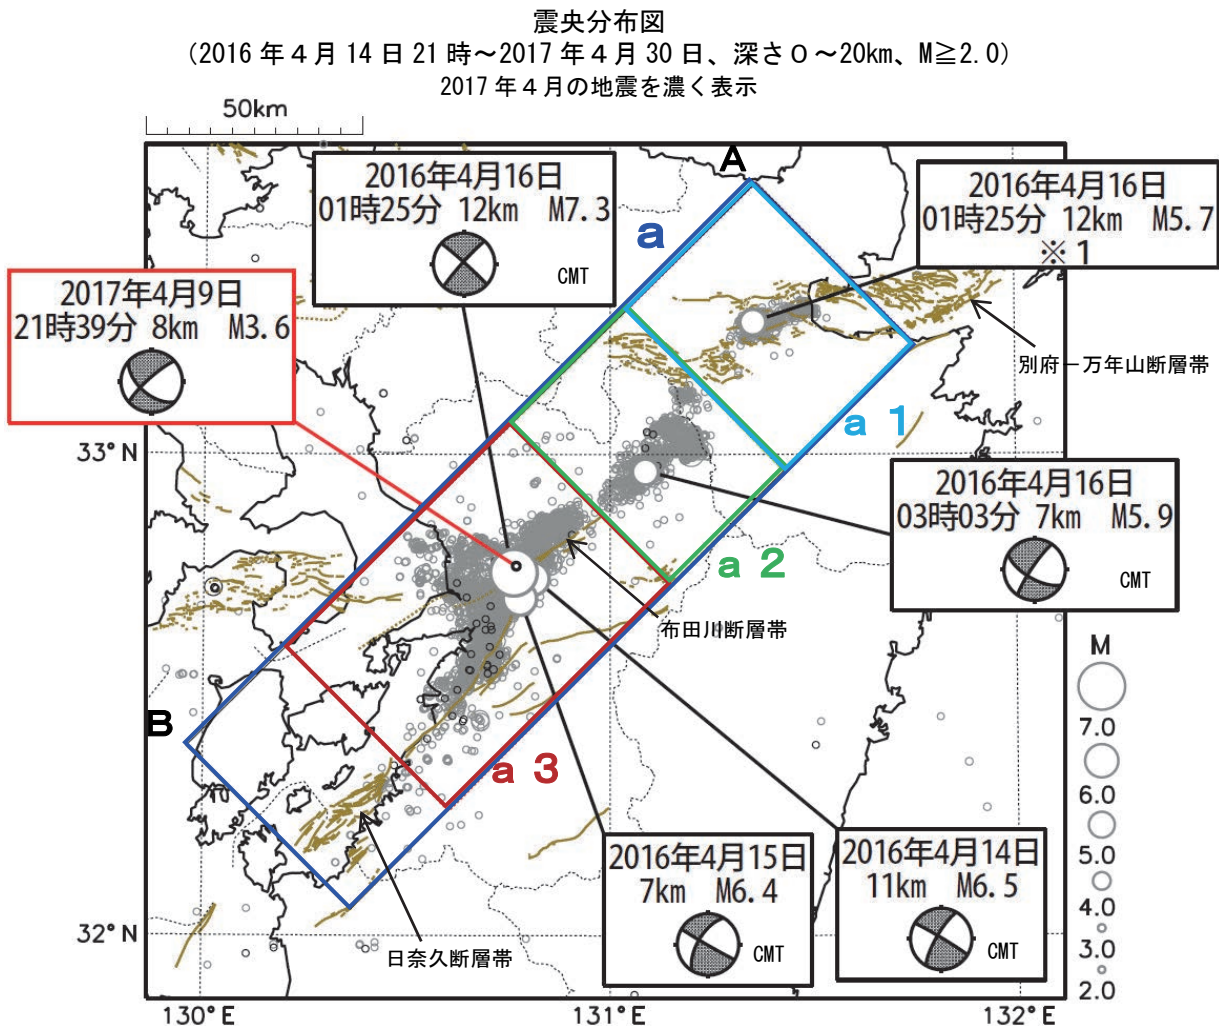 震央分布図
(2016年4月14日21時～2017年4月30日、深さ0～20km、M≧2.0)
2017年4月の地震を濃く表示
50km
A
2016年4月16日
01時25分 12km M7.3
CMT
a
2016年4月16日
01時25分 12km M5.7
※1
2017年4月9日
21時39分 8km M3.6
別府－万年山断層帯
a 1
33°N
2016年4月16日
03時03分 7km M5.9
CMT
a 2
布田川断層帯
M
7.0
6.0
5.0
4.0
3.0
2.0
B
a 3
2016年4月15日
7km M6.4
CMT
2016年4月14日
11km M6.5
CMT
32°N
日奈久断層帯
130°E
131°E
132°E